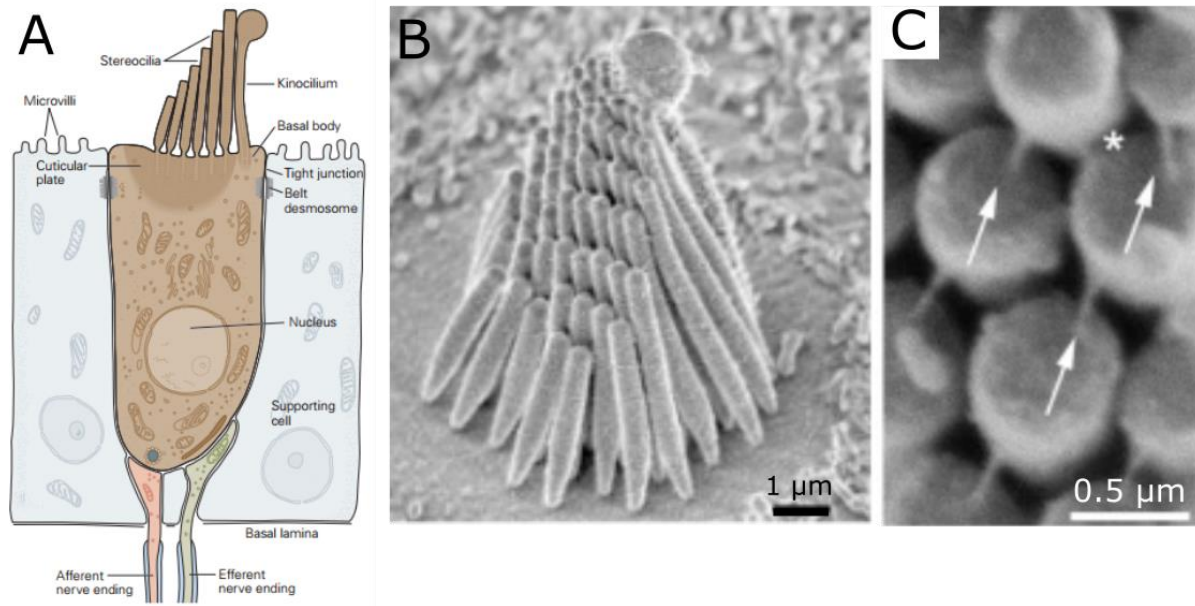 A
Stereocilia
Kinocilium
Microvilli
Basal body
Cuticular
plate
Tight junction
Belt
desmosome
Nucleus
Supporting
cell
Basal lamina
Afferent
nerve ending
Efferent
nerve ending
B
1 μm
C
*
0.5 μm